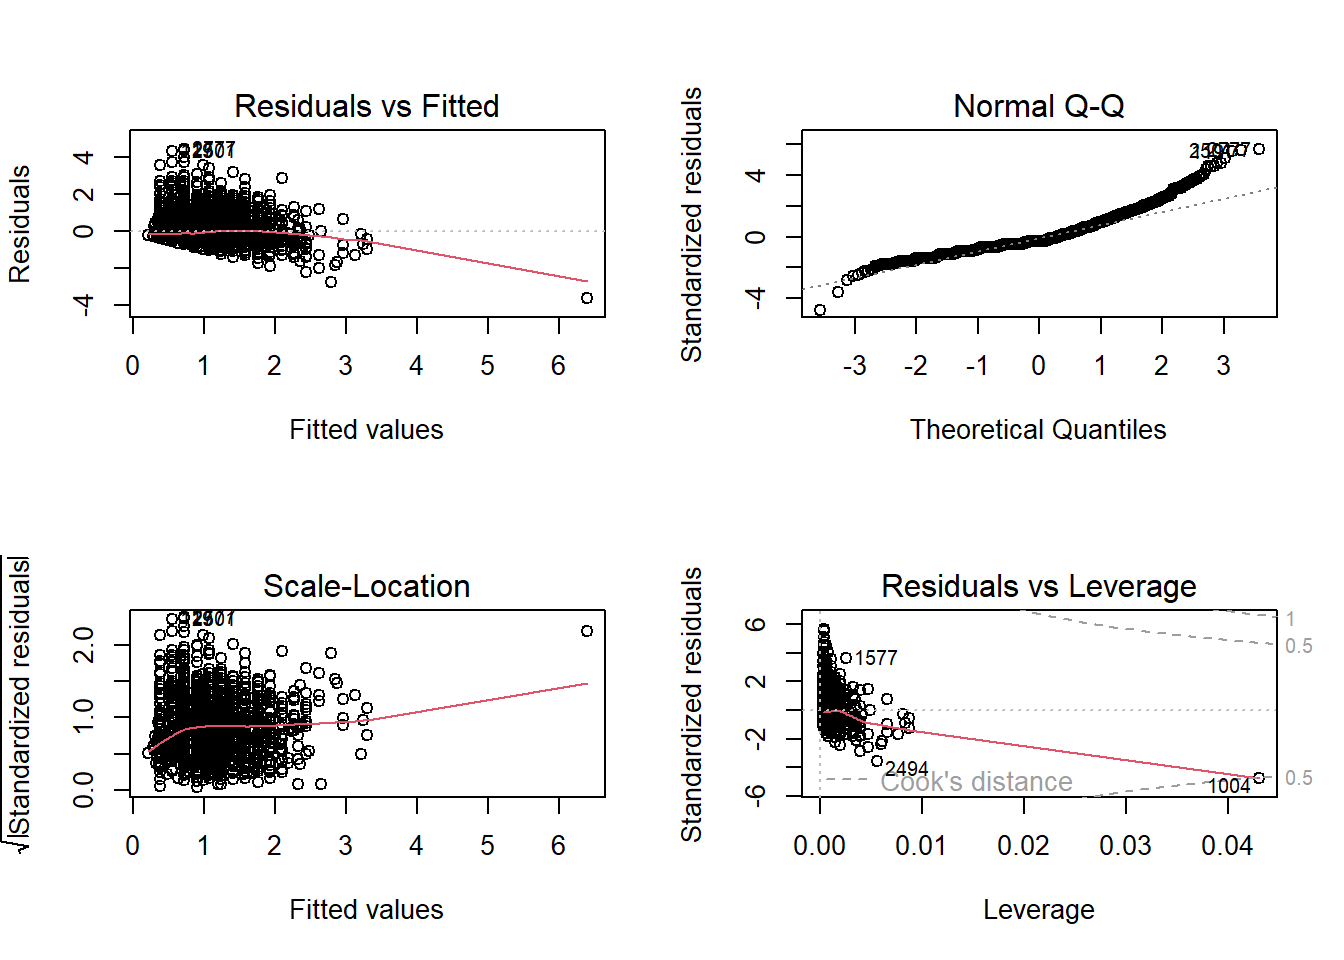 Residuals vs Fitted
Residuals
4
2
0
-4
0 1 2 3 4 5 6
Fitted values
Normal Q-Q
Standardized residuals
4
0
-4
-3 -2 -1 0 1 2 3
Theoretical Quantiles
Scale-Location
√|Standardized residuals|
2.0
1.0
0.0
0 1 2 3 4 5 6
Fitted values
Residuals vs Leverage
Standardized residuals
6
2
-2
-6
1
0.5
1577
2494
Cook's distance
1004
0.5
0.00 0.01 0.02 0.03 0.04
Leverage